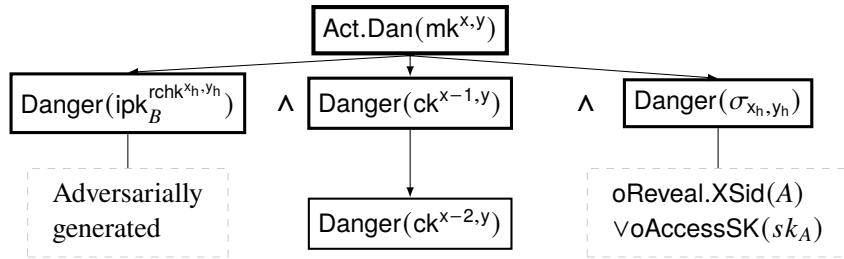 Act.Dan(mk^{x,y})
Danger(ipk_B^{rchk^{x_h,y_h}}) ∧ Danger(ck^{x−1,y}) ∧ Danger(σ_{x_h,y_h})
Adversarially
generated
Danger(ck^{x−2,y})
oReveal.XSid(A)
∨oAccessSK(sk_A)